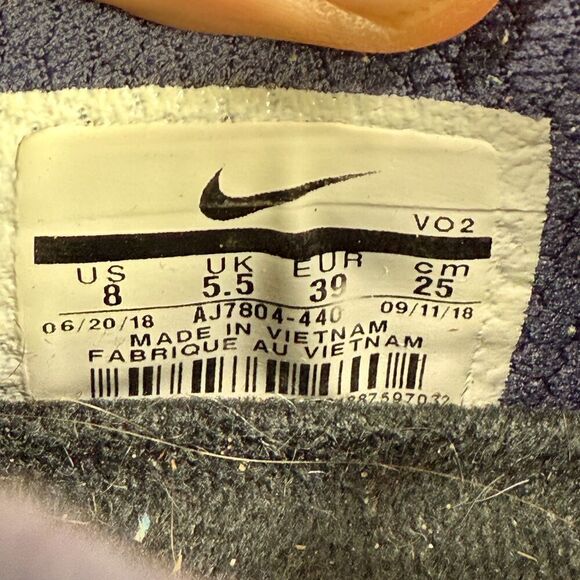 VO2
US UK EUR cm
8 5.5 39 25
06/20/18 AJ7804-440 09/11/18
MADE IN VIETNAM
FABRIQUE AU VIETNAM